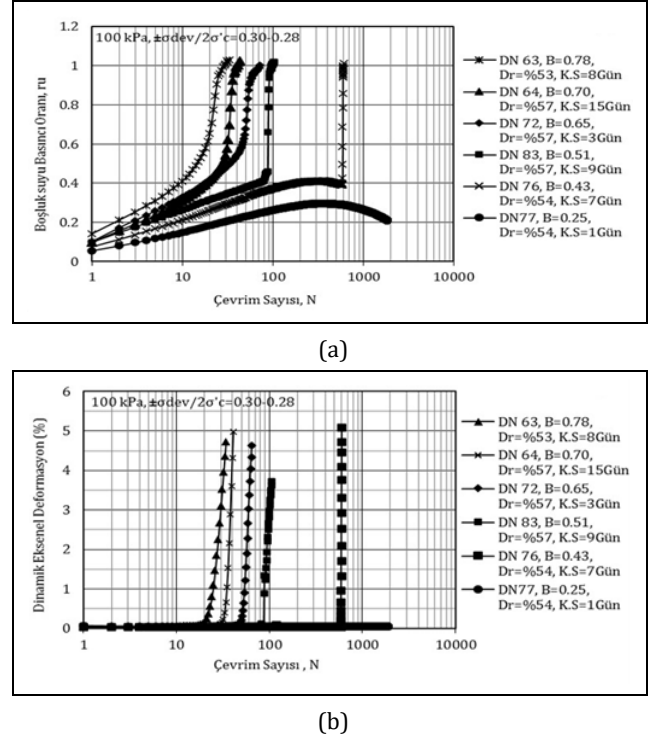 100 kPa, ±σdev/2σ'c=0.30-0.28
Boşluk suyu Basıncı Oranı, ru
1.2
1
0.8
0.6
0.4
0.2
0
1
10
100
1000
10000
Çevrim Sayısı, N
DN 63, B=0.78,
Dr=%53, K.S=8Gün
DN 64, B=0.70,
Dr=%57, K.S=15Gün
DN 72, B=0.65,
Dr=%57, K.S=3Gün
DN 83, B=0.51,
Dr=%57, K.S=9Gün
DN 76, B=0.43,
Dr=%54, K.S=7Gün
DN77, B=0.25,
Dr=%54, K.S=1Gün
(a)
100 kPa, ±σdev/2σ'c=0.30-0.28
Dinamik Eksenel Deformasyon (%)
6
5
4
3
2
1
0
1
10
100
1000
10000
Çevrim Sayısı , N
DN 63, B=0.78,
Dr=%53, K.S=8Gün
DN 64, B=0.70,
Dr=%57, K.S=15Gün
DN 72, B=0.65,
Dr=%57, K.S=3Gün
DN 83, B=0.51,
Dr=%57, K.S=9Gün
DN 76, B=0.43,
Dr=%54, K.S=7Gün
DN77, B=0.25,
Dr=%54, K.S=1Gün
(b)